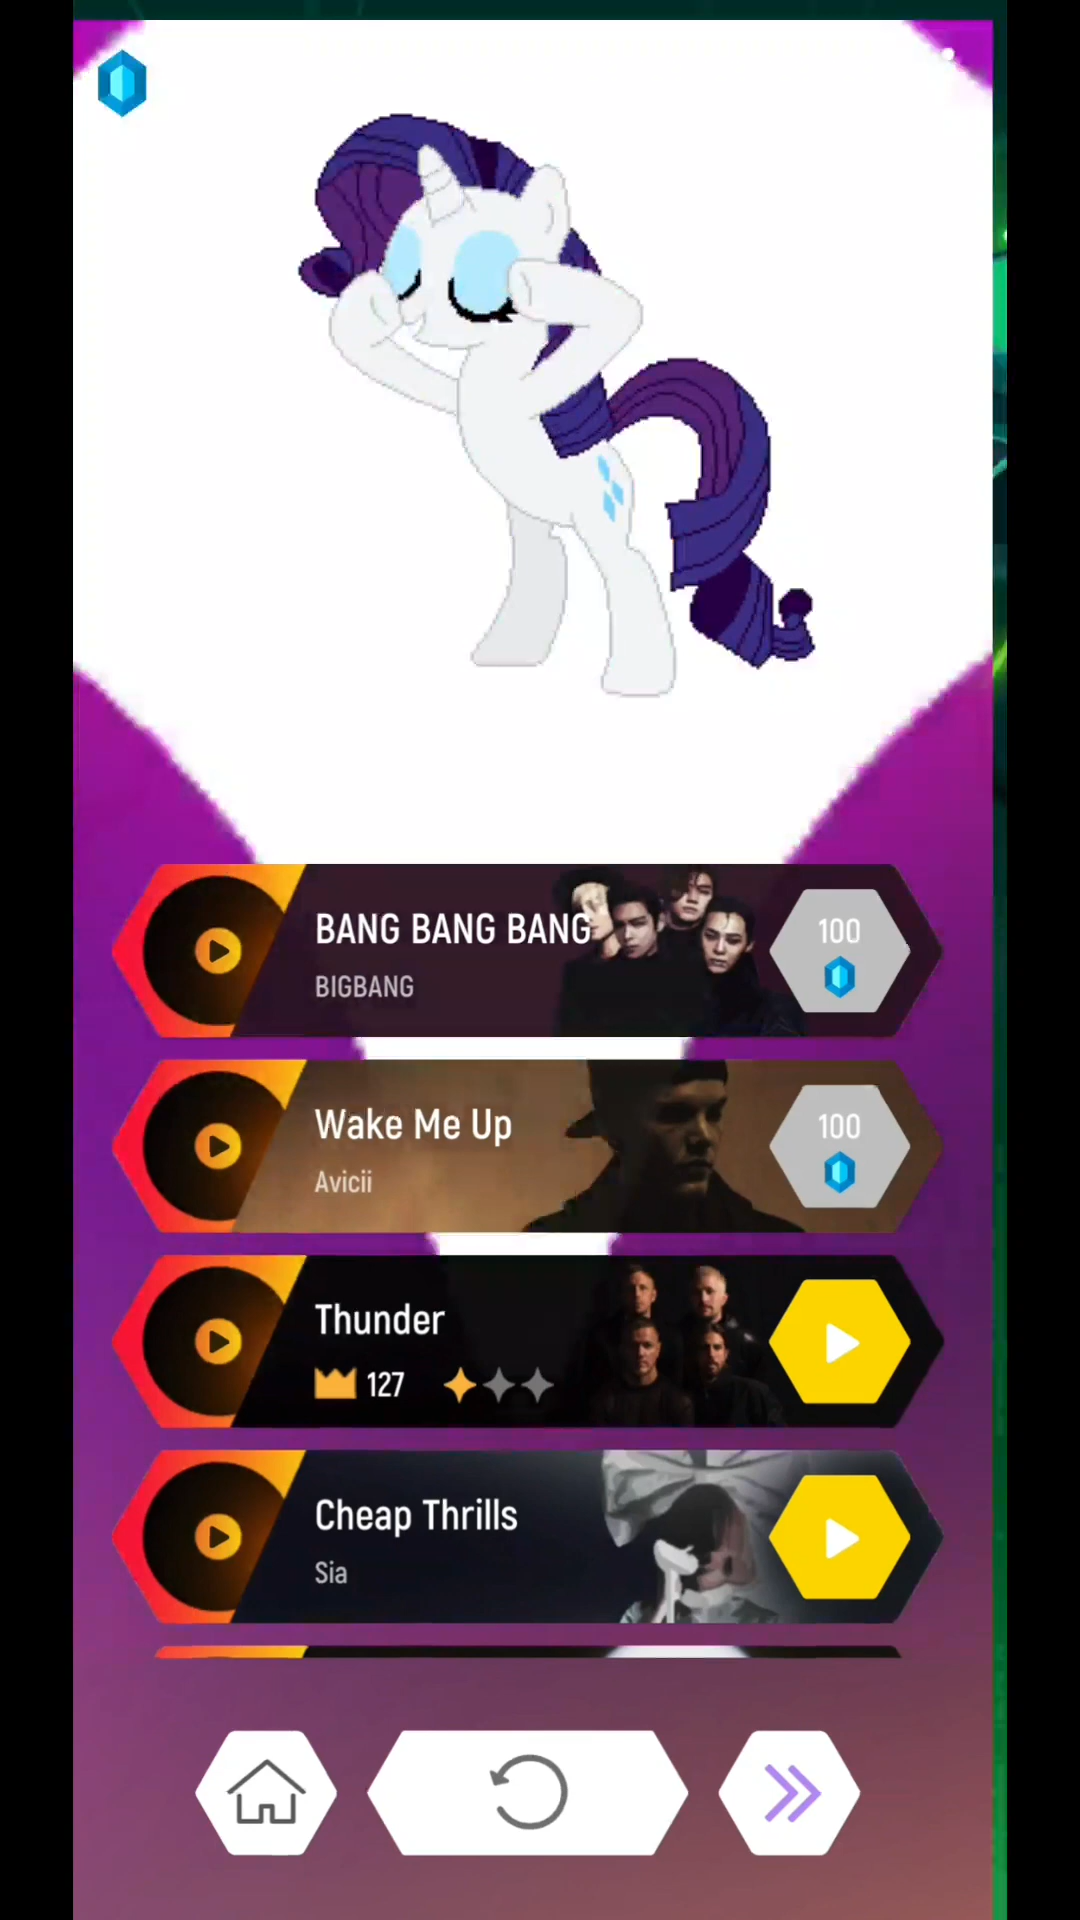 BANG BANG BANG
BIGBANG
100
Wake Me Up
Avicii
100
Thunder
127
Cheap Thrills
Sia